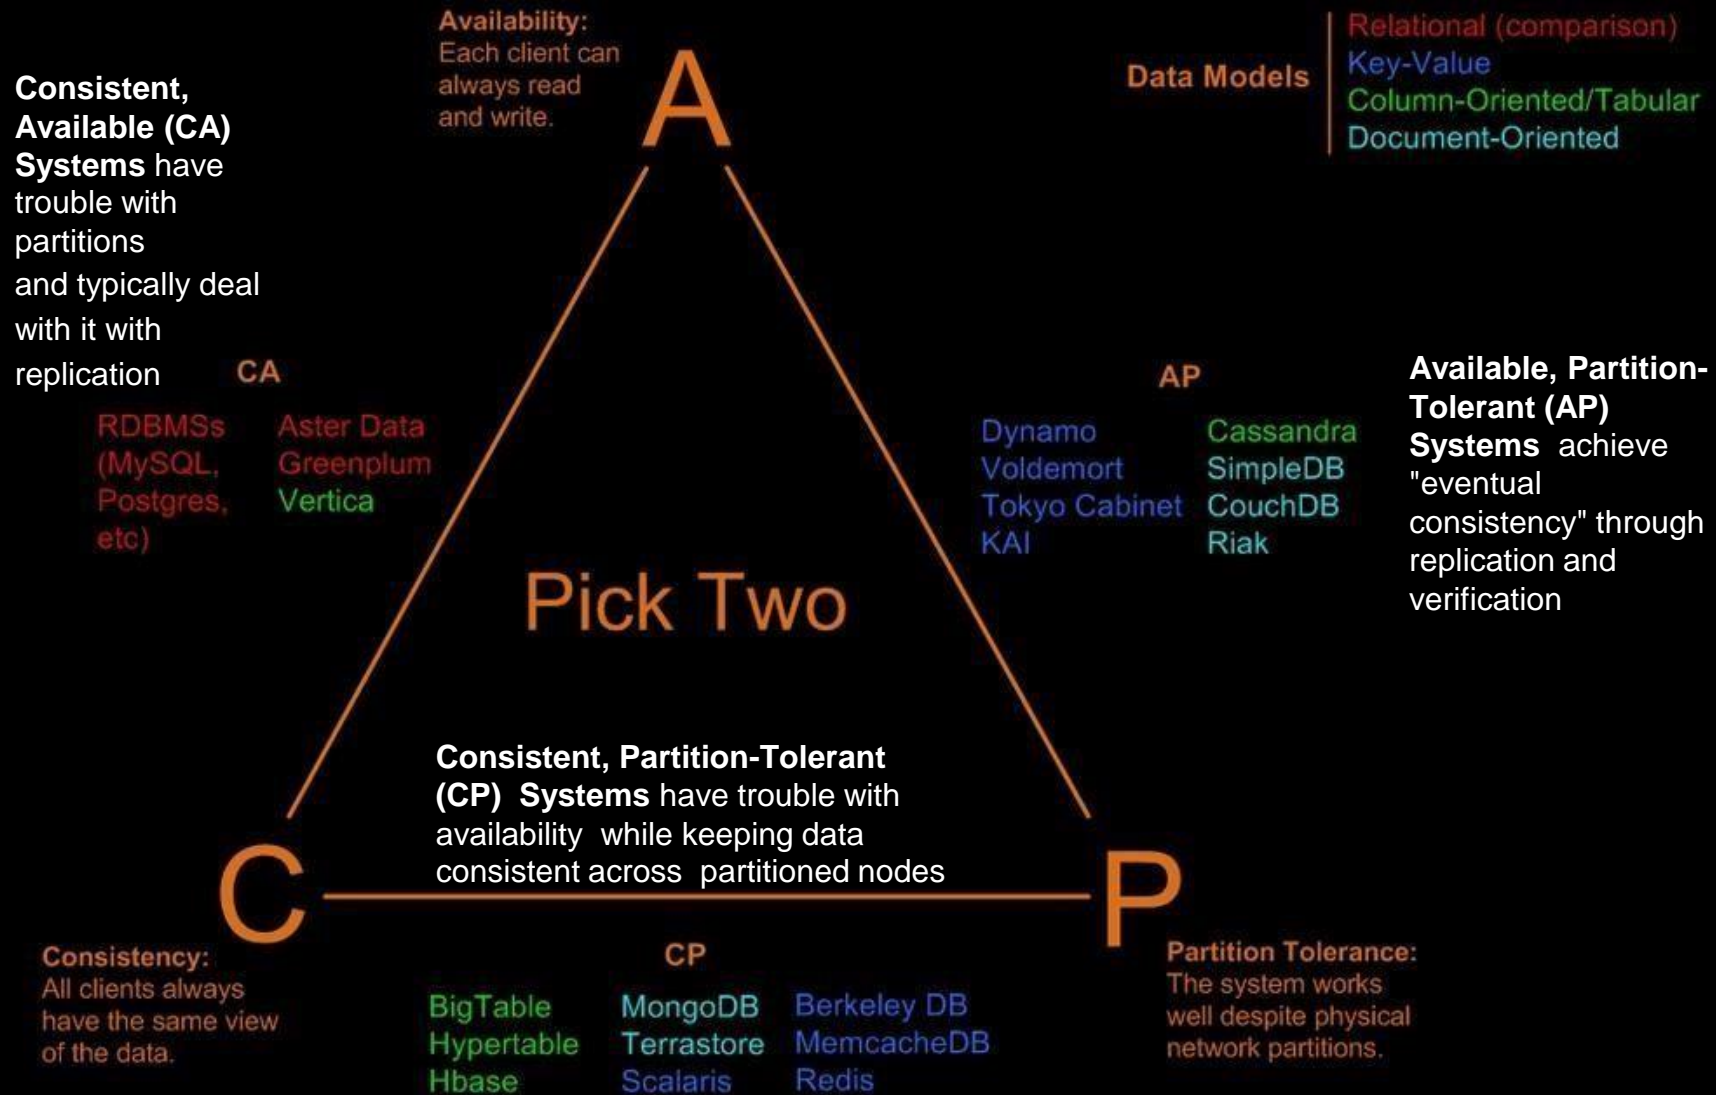 Availability:
Each client can
always read
and write.
A
Data Models
Relational (comparison)
Key-Value
Column-Oriented/Tabular
Document-Oriented
Consistent,
Available (CA)
Systems have
trouble with
partitions
and typically deal
with it with
replication
CA
RDBMSs
(MySQL,
Postgres,
etc)
Aster Data
Greenplum
Vertica
AP
Dynamo
Voldemort
Tokyo Cabinet
KAI
Cassandra
SimpleDB
CouchDB
Riak
Available, Partition-
Tolerant (AP)
Systems achieve
"eventual
consistency" through
replication and
verification
Pick Two
Consistent, Partition-Tolerant
(CP) Systems have trouble with
availability while keeping data
consistent across partitioned nodes
C
P
Consistency:
All clients always
have the same view
of the data.
CP
BigTable
Hypertable
Hbase
MongoDB
Terrastore
Scalaris
Berkeley DB
MemcacheDB
Redis
Partition Tolerance:
The system works
well despite physical
network partitions.